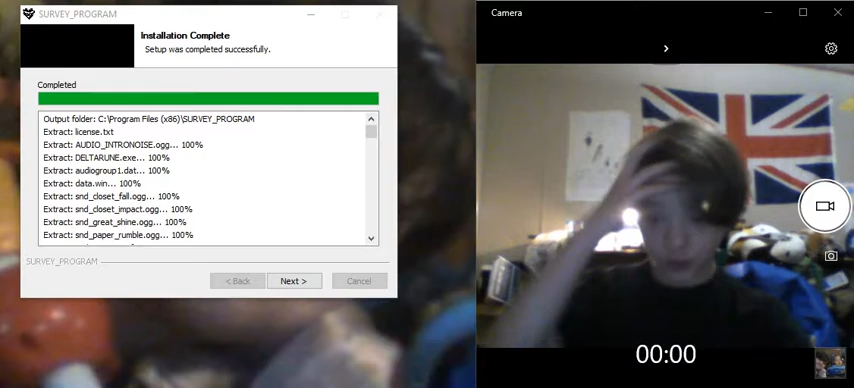 SURVEY_PROGRAM
Installation Complete
Setup was completed successfully.
Completed
Output folder: C:\Program Files (x86)\SURVEY_PROGRAM
Extract: license.txt
Extract: AUDIO_INTRONOISE.ogg... 100%
Extract: DELTARUNE.exe... 100%
Extract: audiogroup1.dat... 100%
Extract: data.win... 100%
Extract: snd_closet_fall.ogg... 100%
Extract: snd_closet_impact.ogg... 100%
Extract: snd_great_shine.ogg... 100%
Extract: snd_paper_rumble.ogg... 100%
SURVEY_PROGRAM
< Back
Next >
Cancel
Camera
00:00